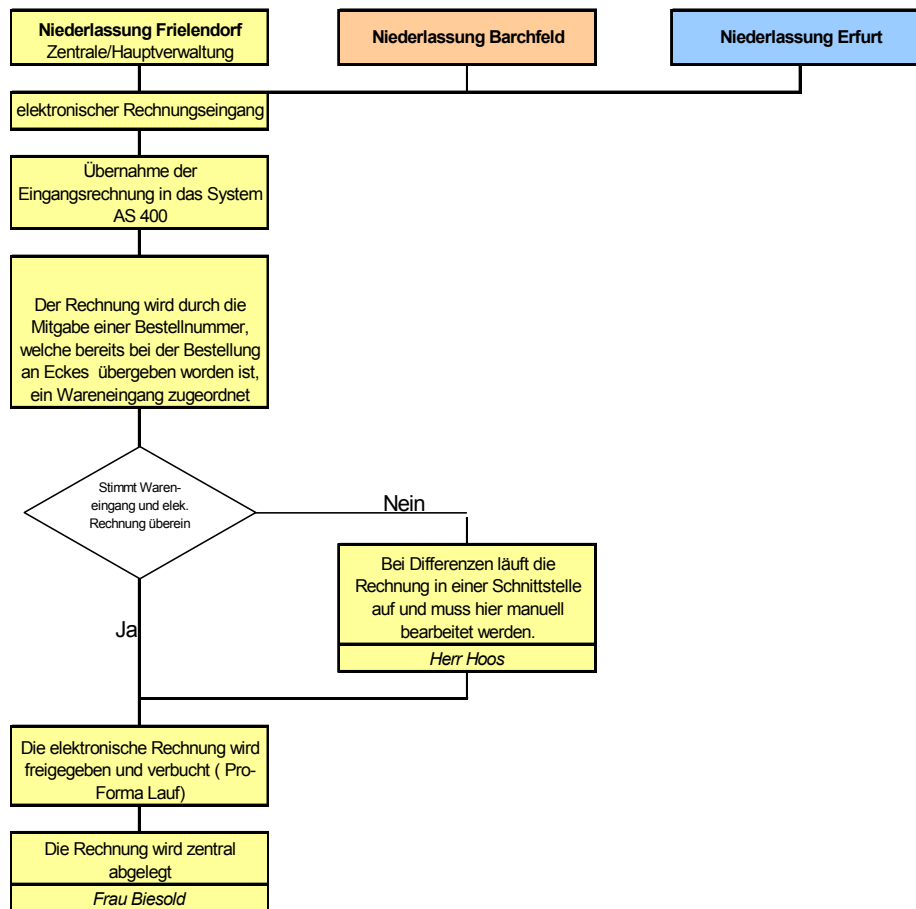 Niederlassung Frielendorf
Zentrale/Hauptverwaltung
Niederlassung Barchfeld
Niederlassung Erfurt
elektronischer Rechnungseingang
Übernahme der
Eingangsrechnung in das System
AS 400
Der Rechnung wird durch die
Mitgabe einer Bestellnummer,
welche bereits bei der Bestellung
an Eckes übergeben worden ist,
ein Wareneingang zugeordnet
Stimmt Waren-
eingang und elek.
Rechnung überein
Nein
Bei Differenzen läuft die
Rechnung in einer Schnittstelle
auf und muss hier manuell
bearbeitet werden.
Herr Hoos
Ja
Die elektronische Rechnung wird
freigegeben und verbucht ( Pro-
Forma Lauf)
Die Rechnung wird zentral
abgelegt
Frau Biesold